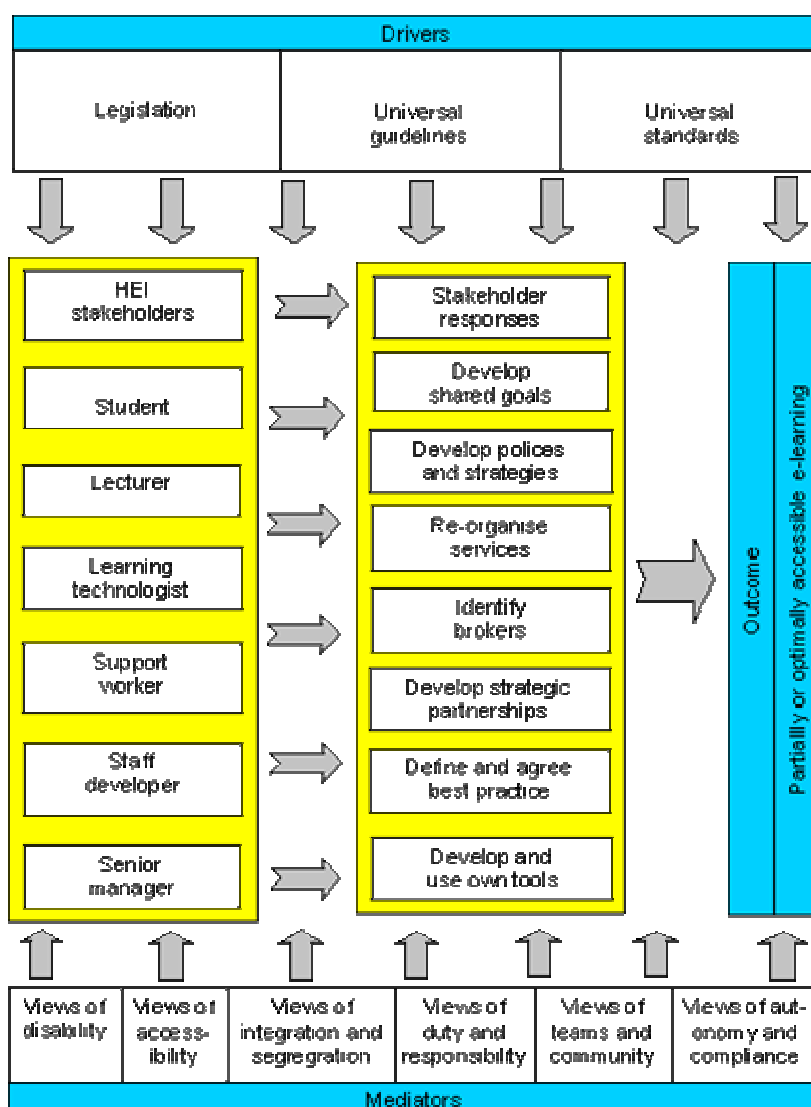 Drivers
Legislation
Universal
guidelines
Universal
standards
HEI
stakeholders
Student
Lecturer
Learning
technologist
Support
worker
Staff
developer
Senior
manager
Stakeholder
responses
Develop
shared goals
Develop polices
and strategies
Re-organise
services
Identify
brokers
Develop strategic
partnerships
Define and agree
best practice
Develop and
use own tools
Outcome
Partiallly or optimally accessible e-learning
Views of
disability
Views of
access-
ibility
Views of
integration and
segregration
Views of
duty and
responsibility
Views of
teams and
community
Views of aut-
onomy and
compliance
Mediators